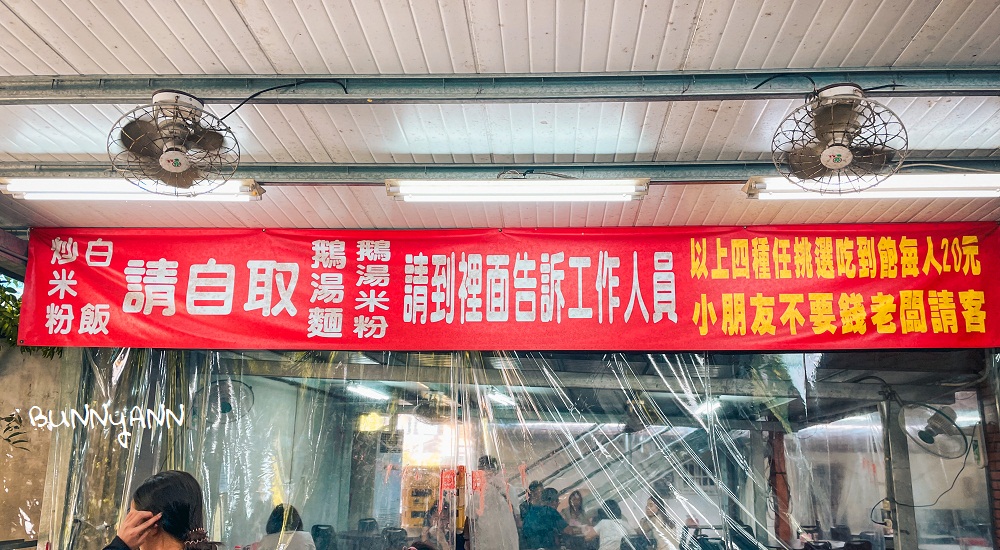 炒米粉
白飯
請自取
鵝湯麵
鵝湯米粉
請到裡面告訴工作人員
以上四種任挑選吃到飽每人20元
小朋友不要錢老闆請客
BUNNyANN